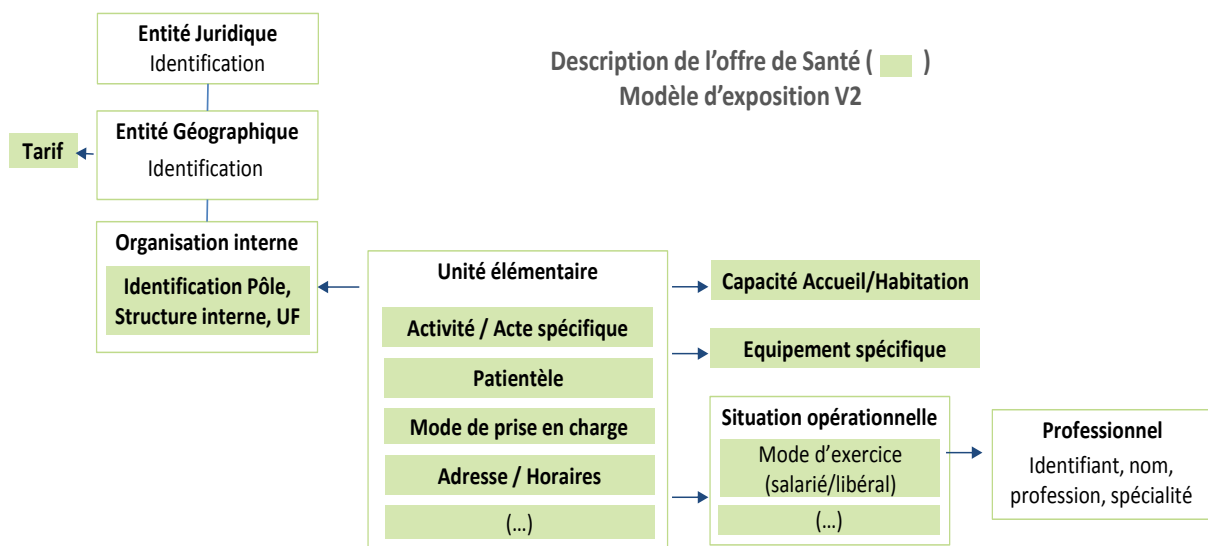 Description de l'offre de Santé ( )
Modèle d'exposition V2
Entité Juridique
Identification
Entité Géographique
Identification
Tarif
Organisation interne
Identification Pôle,
Structure interne, UF
Unité élémentaire
Activité / Acte spécifique
Patientèle
Mode de prise en charge
Adresse / Horaires
(...)
Capacité Accueil/Habitation
Equipement spécifique
Situation opérationnelle
Mode d'exercice
(salarié/libéral)
(...)
Professionnel
Identifiant, nom,
profession, spécialité